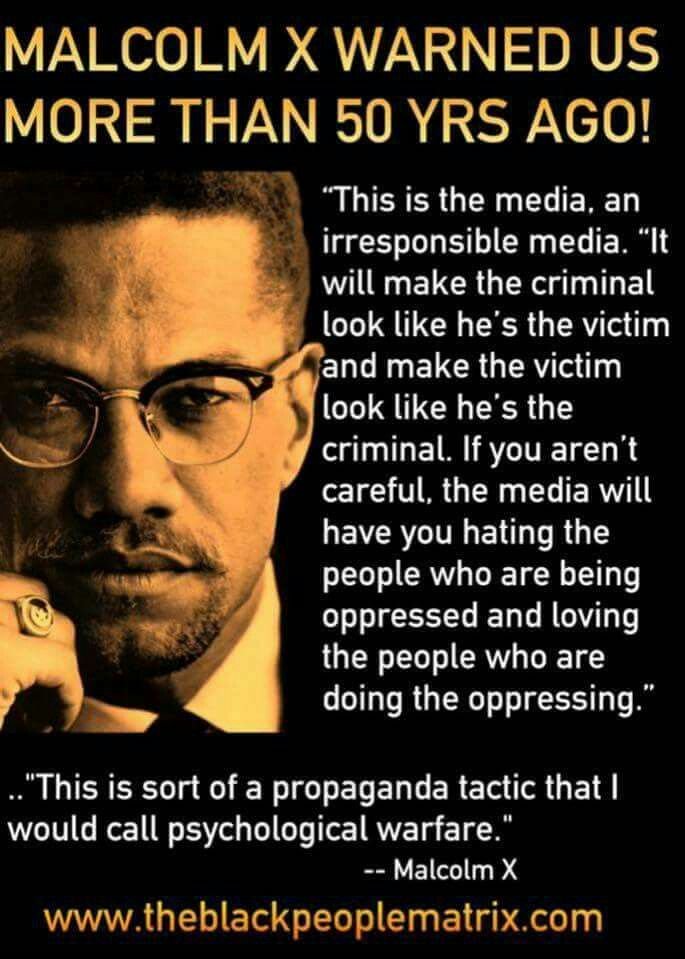 MALCOLM X WARNED US
MORE THAN 50 YRS AGO!
“This is the media, an
irresponsible media. “It
will make the criminal
look like he's the victim
and make the victim
look like he's the
criminal. If you aren't
careful, the media will
have you hating the
people who are being
oppressed and loving
the people who are
doing the oppressing.”
.."This is sort of a propaganda tactic that I
would call psychological warfare."
-- Malcolm X
www.theblackpeoplematrix.com